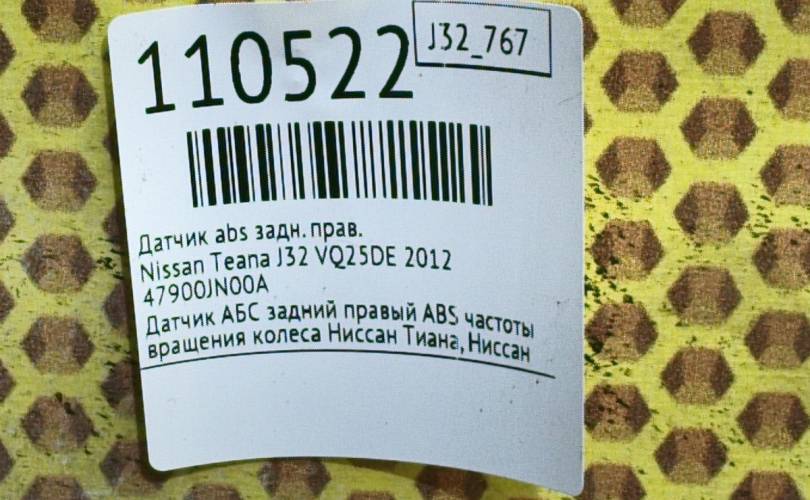 110522
J32_767
Датчик abs задн. прав.
Nissan Teana J32 VQ25DE 2012
47900JN00A
Датчик АБС задний правый ABS частоты
вращения колеса Ниссан Тиана, Ниссан